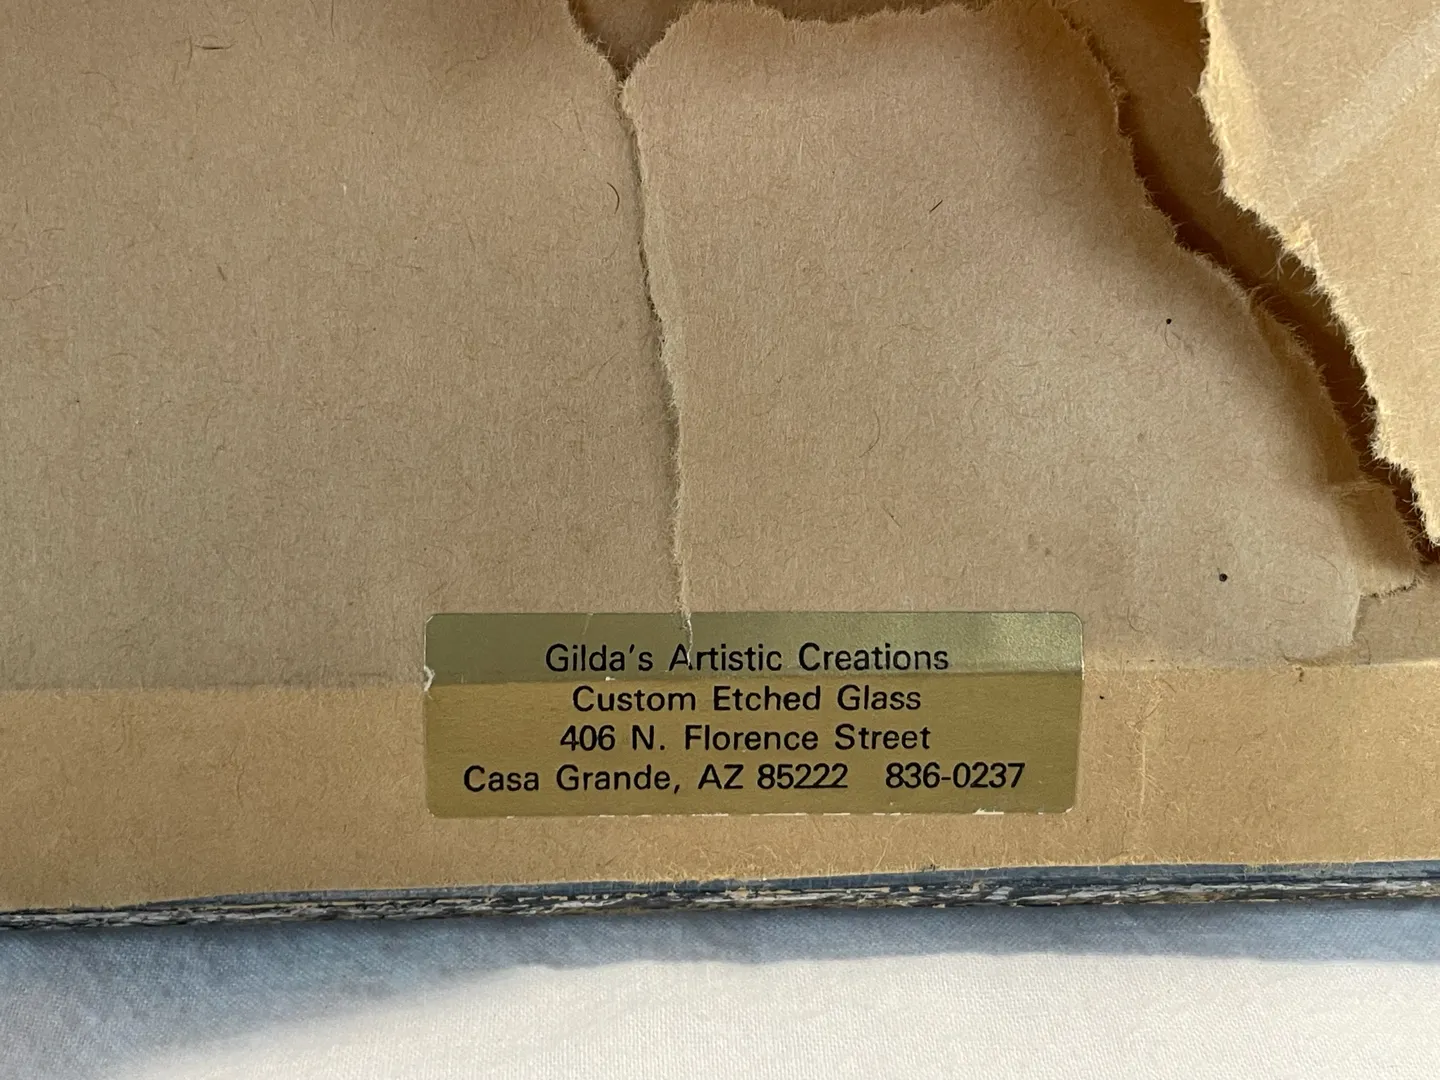 Gilda's Artistic Creations
Custom Etched Glass
406 N. Florence Street
Casa Grande, AZ 85222 836-0237